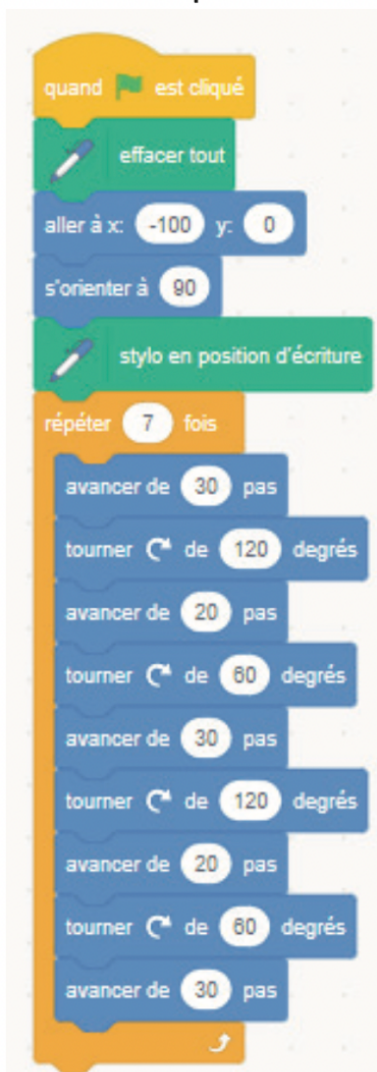 quand est cliqué
effacer tout
aller à x: -100 y: 0
s'orienter à 90
stylo en position d'écriture
répéter 7 fois
avancer de 30 pas
tourner de 120 degrés
avancer de 20 pas
tourner de 60 degrés
avancer de 30 pas
tourner de 120 degrés
avancer de 20 pas
tourner de 60 degrés
avancer de 30 pas